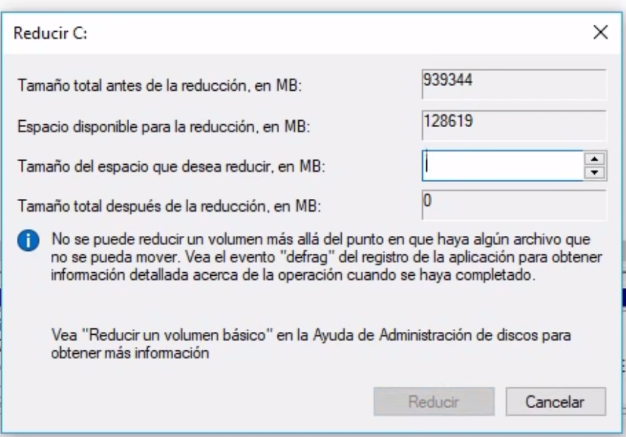 Reducir C:
Tamaño total antes de la reducción, en MB: 939344
Espacio disponible para la reducción, en MB: 128619
Tamaño del espacio que desea reducir, en MB:
Tamaño total después de la reducción, en MB: 0
No se puede reducir un volumen más allá del punto en que haya algún archivo que
no se pueda mover. Vea el evento "defrag" del registro de la aplicación para obtener
información detallada acerca de la operación cuando se haya completado.
Vea "Reducir un volumen básico" en la Ayuda de Administración de discos para
obtener más información
Reducir Cancelar